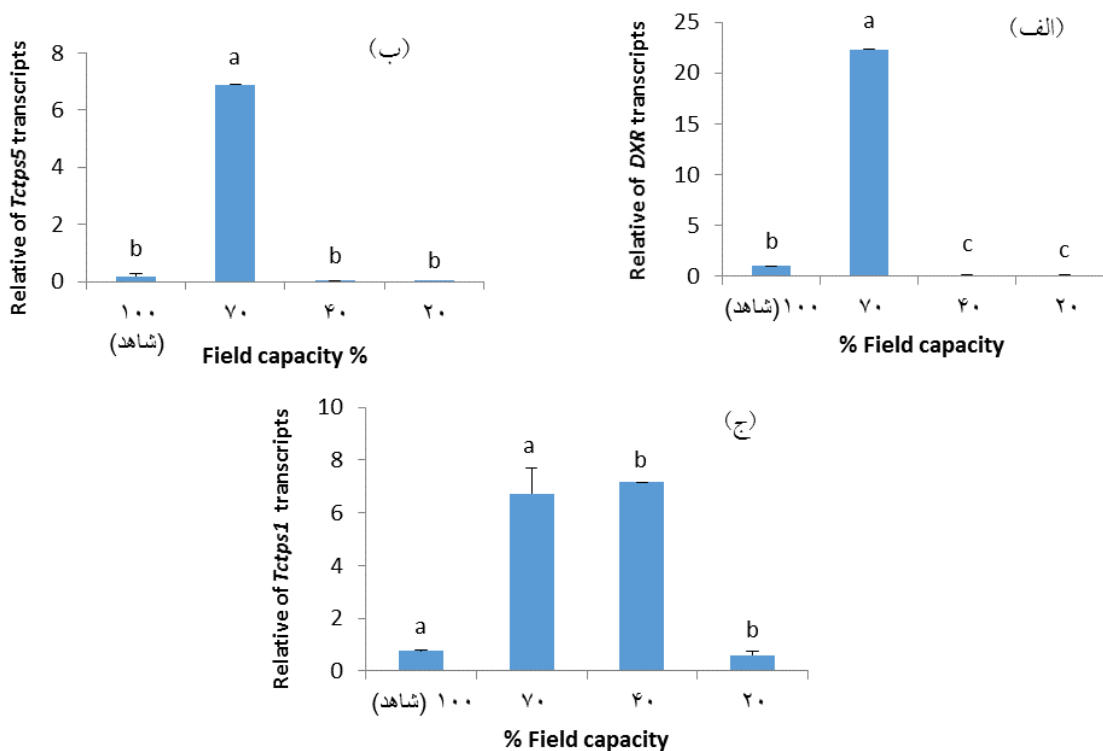 (ب)
Relative of Tctps5 transcripts
8
6
4
2
0
b
a
b
b
۱۰۰ ۷۰ ۴۰ ۲۰
(شاهد)
Field capacity %
(الف)
Relative of DXR transcripts
25
20
15
10
5
0
b
a
c
c
۱۰۰ (شاهد) ۷۰ ۴۰ ۲۰
% Field capacity
(ج)
Relative of Tctps1 transcripts
10
8
6
4
2
0
a
a
b
b
۱۰۰ (شاهد) ۷۰ ۴۰ ۲۰
% Field capacity